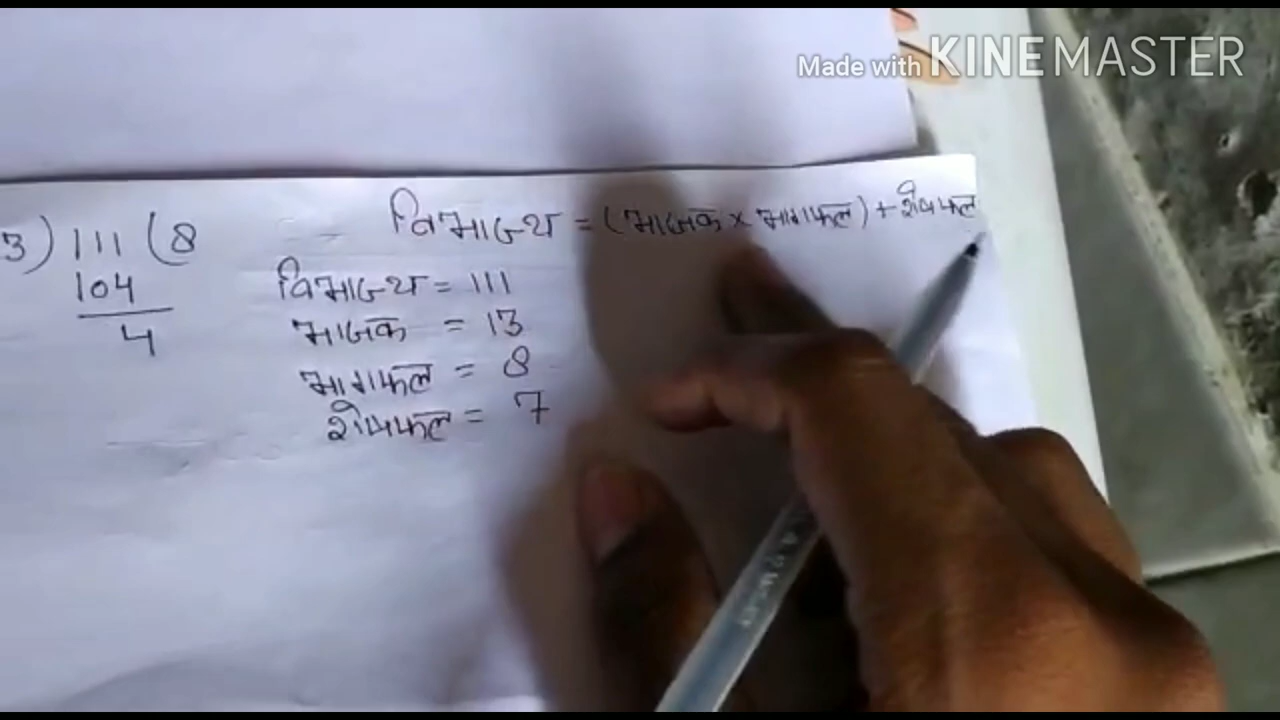 Made with KINEMASTER
विभाज्य = (भाजक × भागफल) + शेषफल
3) 111 (8
104
4
विभाज्य = 111
भाजक = 13
भागफल = 8
शेषफल = 7